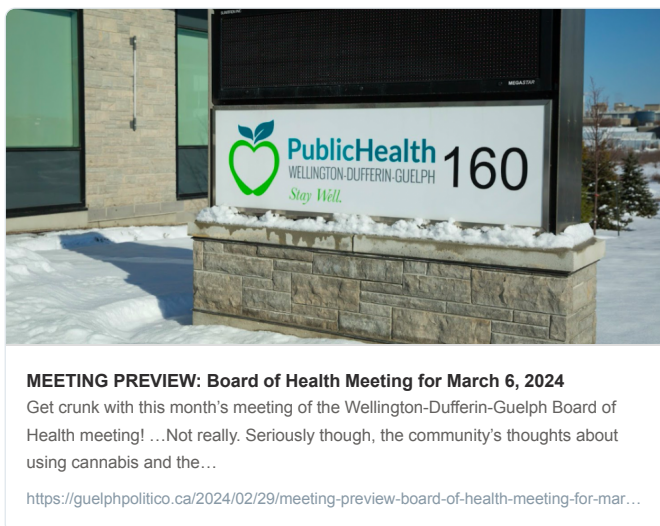 MEGASTAR
PublicHealth
WELLINGTON-DUFFERIN-GUELPH
Stay Well.
160
MEETING PREVIEW: Board of Health Meeting for March 6, 2024
Get crunk with this month’s meeting of the Wellington-Dufferin-Guelph Board of
Health meeting! …Not really. Seriously though, the community’s thoughts about
using cannabis and the…
https://guelphpolitico.ca/2024/02/29/meeting-preview-board-of-health-meeting-for-mar…